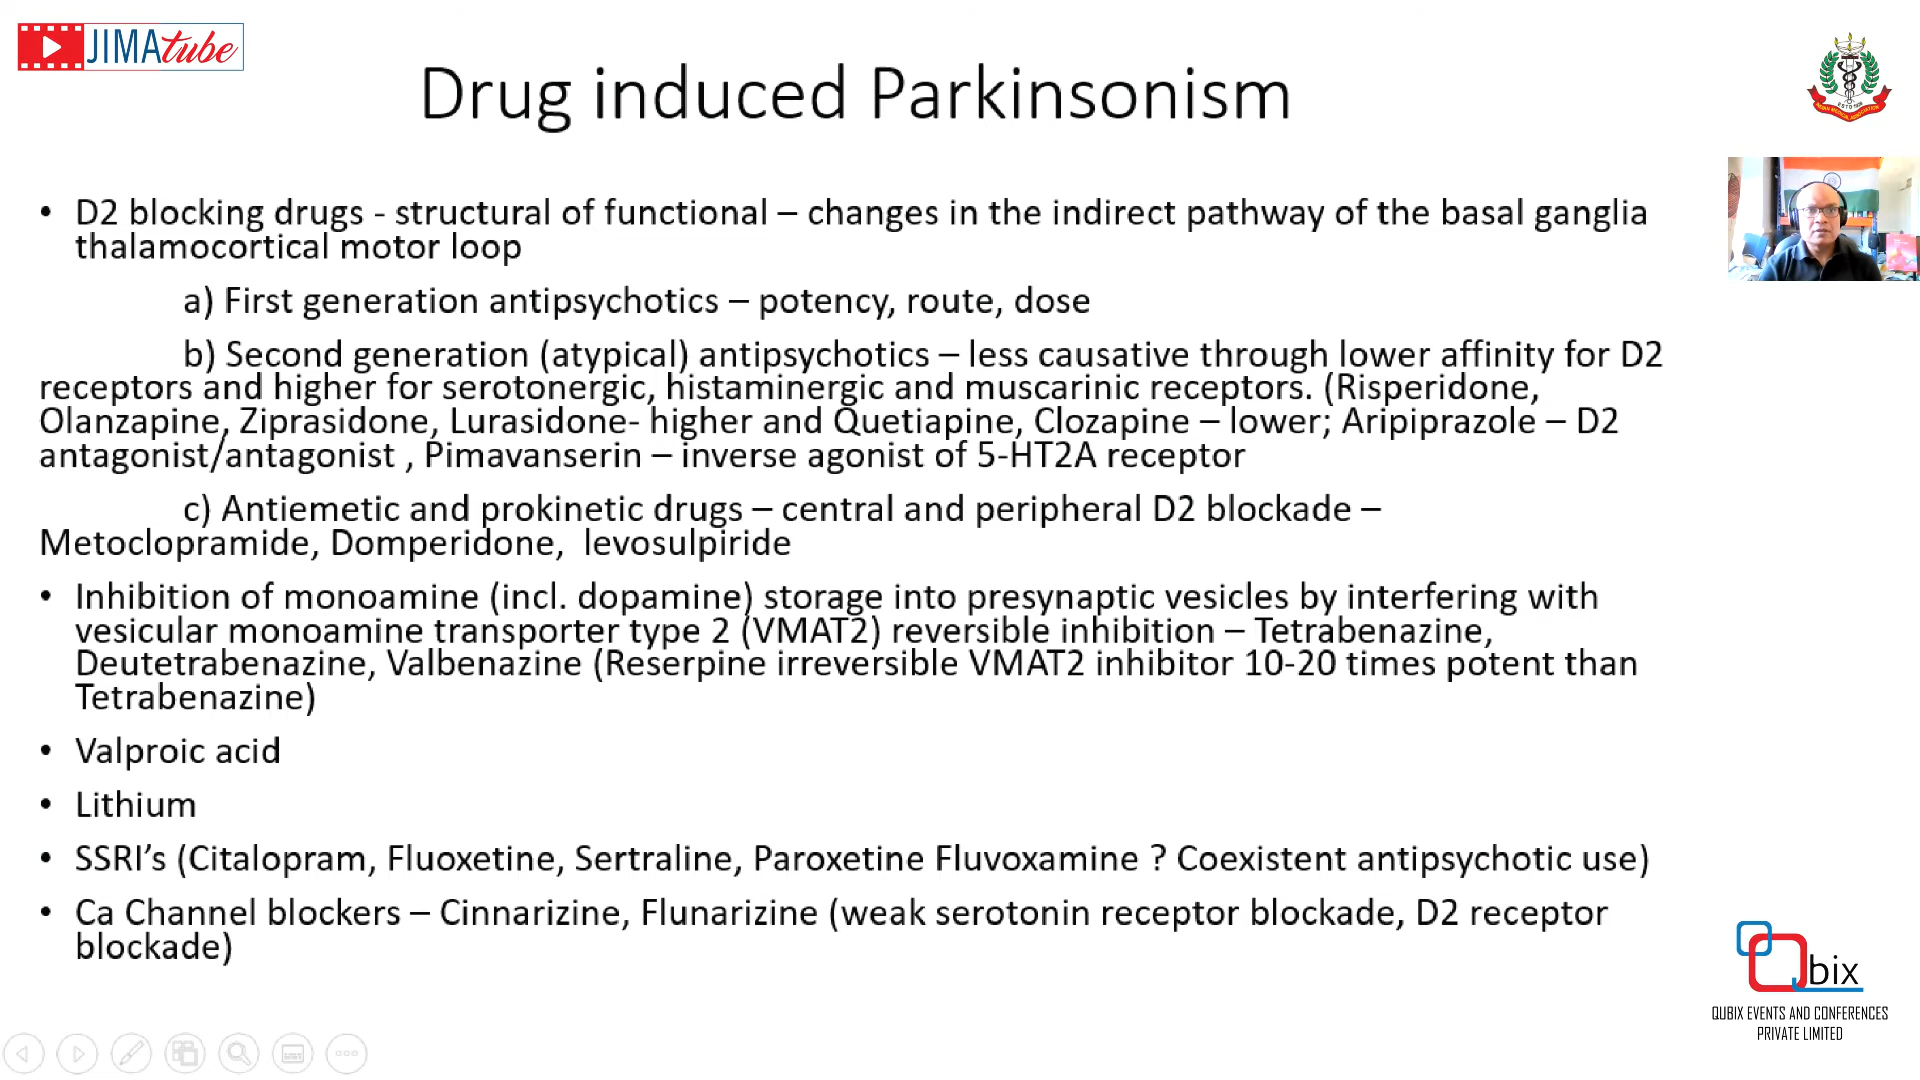 JIMAtube
Drug induced Parkinsonism
• D2 blocking drugs - structural of functional – changes in the indirect pathway of the basal ganglia
thalamocortical motor loop
a) First generation antipsychotics – potency, route, dose
b) Second generation (atypical) antipsychotics – less causative through lower affinity for D2
receptors and higher for serotonergic, histaminergic and muscarinic receptors. (Risperidone,
Olanzapine, Ziprasidone, Lurasidone- higher and Quetiapine, Clozapine – lower; Aripiprazole – D2
antagonist/antagonist , Pimavanserin – inverse agonist of 5-HT2A receptor
c) Antiemetic and prokinetic drugs – central and peripheral D2 blockade –
Metoclopramide, Domperidone, levosulpiride
• Inhibition of monoamine (incl. dopamine) storage into presynaptic vesicles by interfering with
vesicular monoamine transporter type 2 (VMAT2) reversible inhibition – Tetrabenazine,
Deutetrabenazine, Valbenazine (Reserpine irreversible VMAT2 inhibitor 10-20 times potent than
Tetrabenazine)
• Valproic acid
• Lithium
• SSRI's (Citalopram, Fluoxetine, Sertraline, Paroxetine Fluvoxamine ? Coexistent antipsychotic use)
• Ca Channel blockers – Cinnarizine, Flunarizine (weak serotonin receptor blockade, D2 receptor
blockade)
Qbix
QUBIX EVENTS AND CONFERENCES
PRIVATE LIMITED